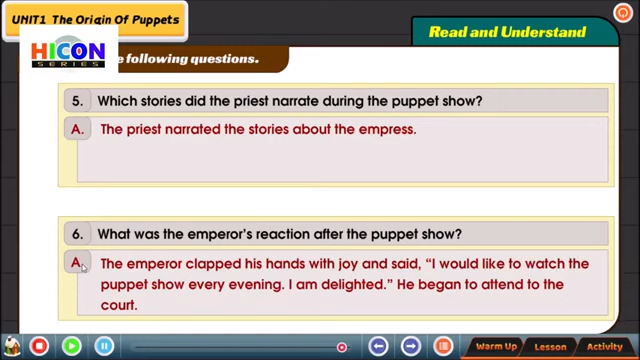 UNIT1 The Origin Of Puppets
Read and Understand
HICON
SERIES
e following questions.
5. Which stories did the priest narrate during the puppet show?
A. The priest narrated the stories about the empress.
6. What was the emperor's reaction after the puppet show?
A. The emperor clapped his hands with joy and said, “I would like to watch the
puppet show every evening. I am delighted.” He began to attend to the
court.
Warm Up Lesson Activity